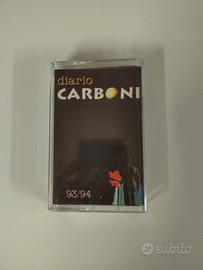 diario
CARBONI
93/94
subito